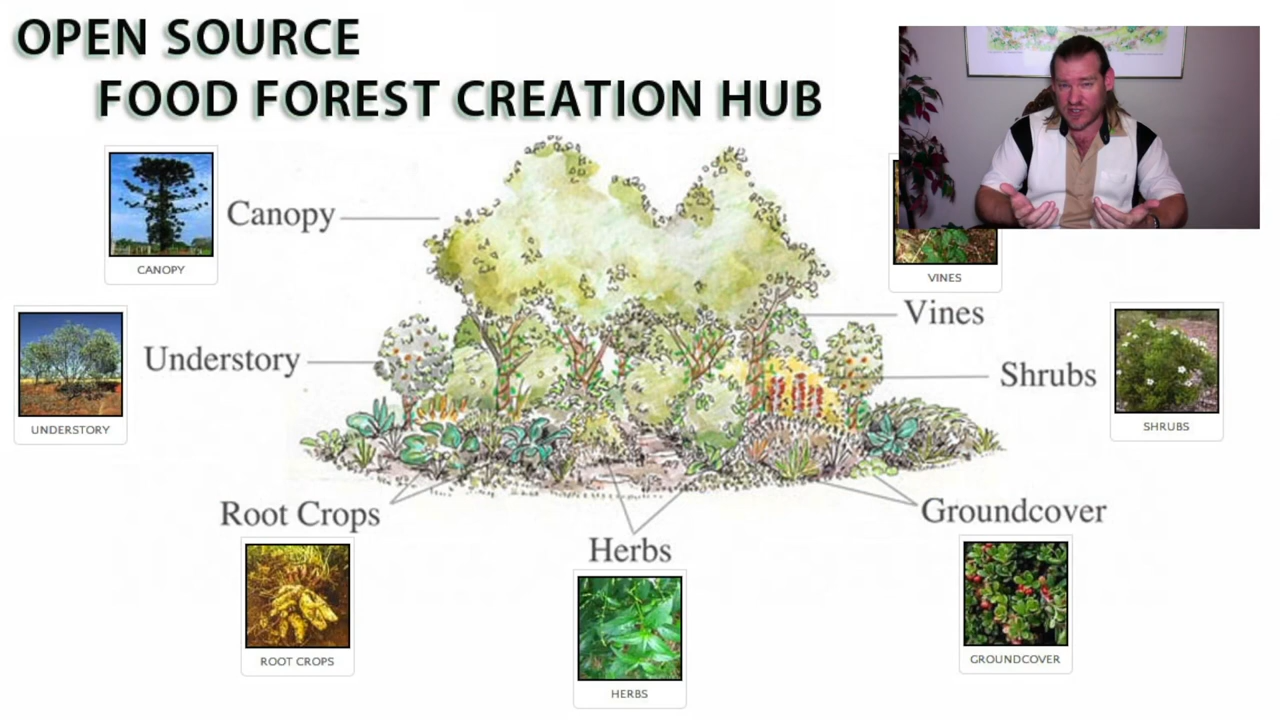 OPEN SOURCE
FOOD FOREST CREATION HUB
CANOPY
Canopy
VINES
Vines
UNDERSTORY
Understory
Shrubs
SHRUBS
Root Crops
ROOT CROPS
Herbs
HERBS
Groundcover
GROUNDCOVER